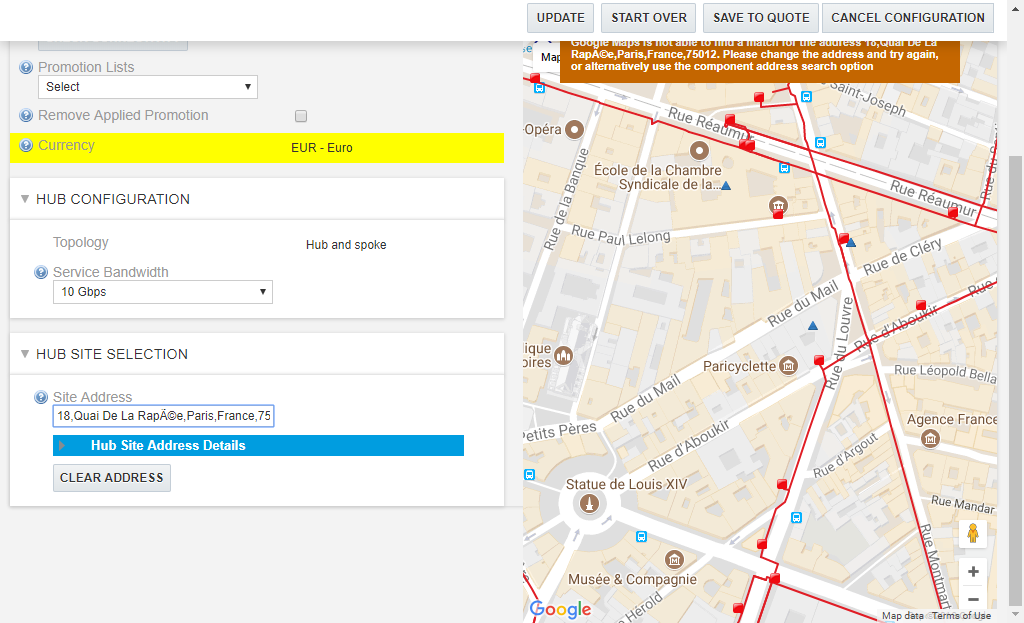 UPDATE
START OVER
SAVE TO QUOTE
CANCEL CONFIGURATION
Promotion Lists
Select
Remove Applied Promotion
Currency
EUR - Euro
HUB CONFIGURATION
Topology
Hub and spoke
Service Bandwidth
10 Gbps
HUB SITE SELECTION
Site Address
18,Quai De La RapÃ©e,Paris,France,75
Hub Site Address Details
CLEAR ADDRESS
Map
Google Maps is not able to find a match for the address 18,Quai De La
RapÃ©e,Paris,France,75012. Please change the address and try again,
or alternatively use the component address search option
Saint-Joseph
Opéra
Rue Réaumur
École de la Chambre
Syndicale de la...
Rue de la Banque
Rue Réaumur
Rue du
Rue Paul Lelong
Rue de Cléry
Rue du Mail
Rue du Louvre
Rue d'Aboukir
ique
oires
Paricyclette
Rue Léopold Bella
Rue du Mail
Agence France
Petits Pères
Rue d'Aboukir
Rue d'Argout
Statue de Louis XIV
Rue Mandar
Rue Montmart
Musée & Compagnie
Hérold
Google
Map data
Terms of Use